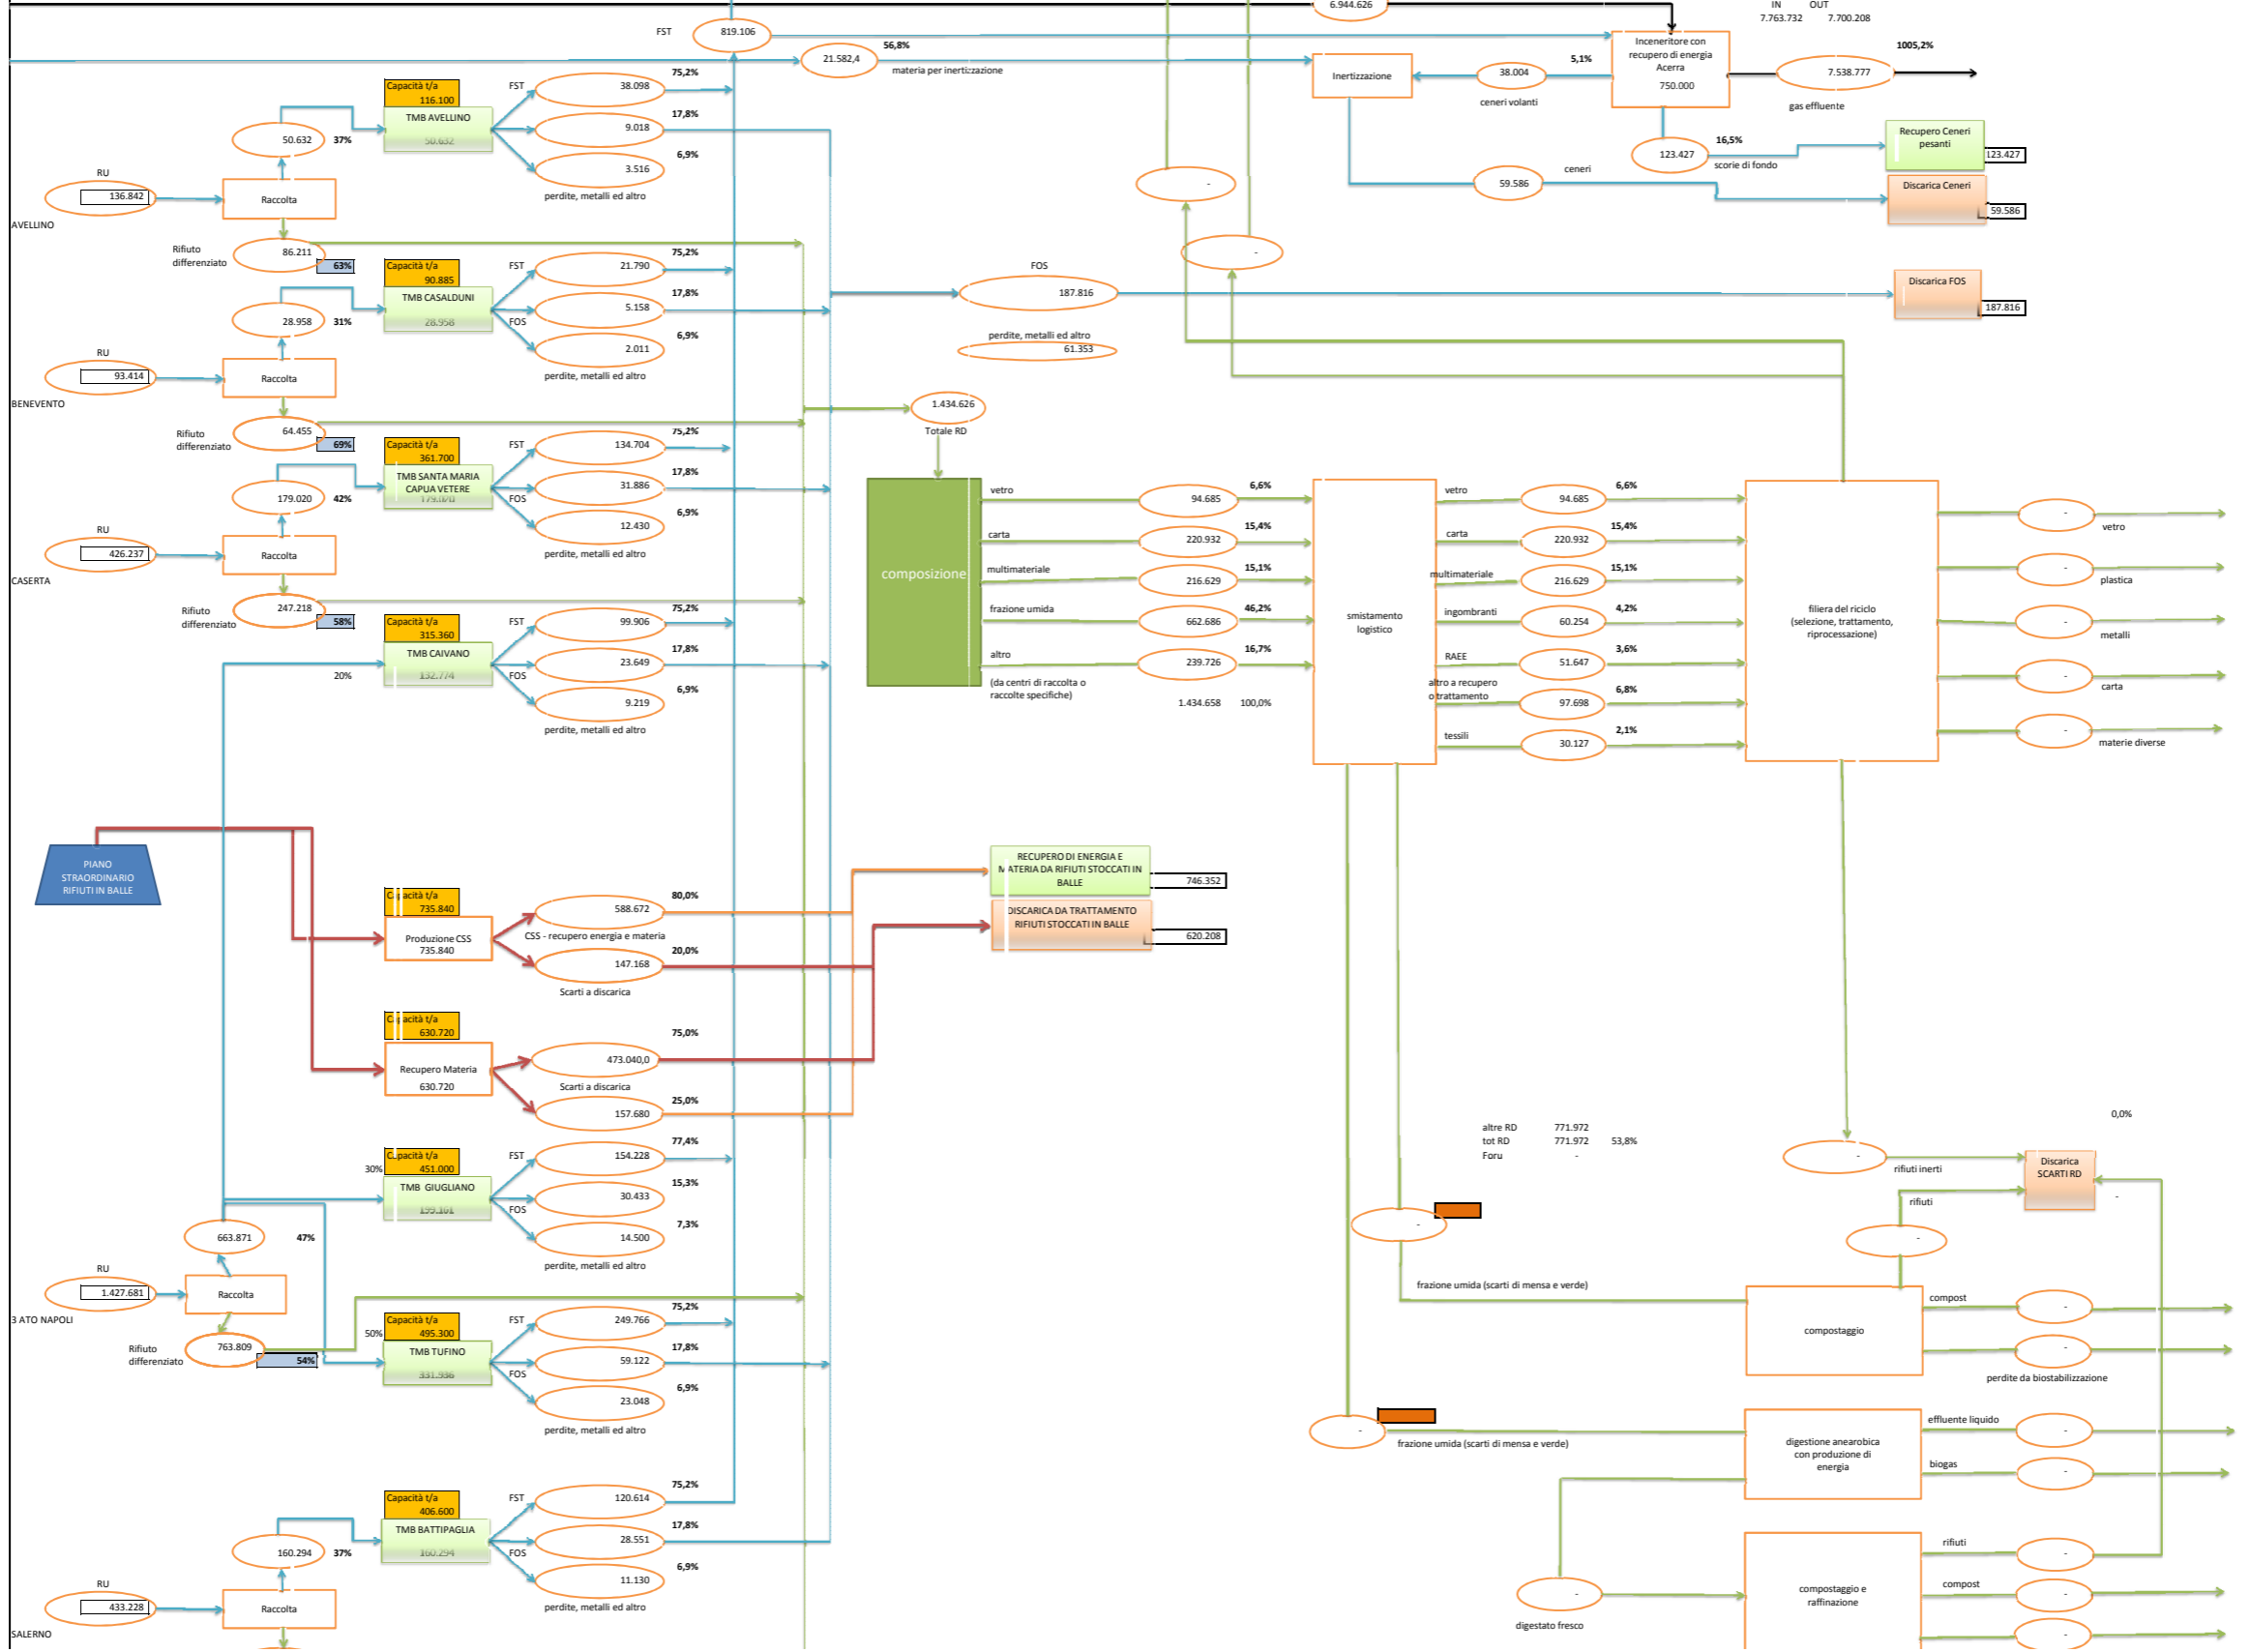 6.944.626
IN OUT
7.763.732 7.700.208
FST
819.106
21.582,4
56,8%
materia per inertizzazione
Inertizzazione
38.004
5,1%
ceneri volanti
Inceneritore con
recupero di energia
Acerra
750.000
7.538.777
1005,2%
gas effluente
123.427
16,5%
scorie di fondo
Recupero Ceneri
pesanti
123.427
ceneri
59.586
Discarica Ceneri
59.586
Capacità t/a
116.100
TMB AVELLINO
50.632
FST
38.098
75,2%
9.018
17,8%
3.516
6,9%
perdite, metalli ed altro
50.632
37%
RU
136.842
Raccolta
AVELLINO
Rifiuto
differenziato
86.211
63%
Capacità t/a
90.885
TMB CASALDUNI
28.958
FST
21.790
75,2%
5.158
17,8%
FOS
2.011
6,9%
perdite, metalli ed altro
28.958
31%
RU
93.414
Raccolta
BENEVENTO
Rifiuto
differenziato
64.455
69%
-
-
FOS
187.816
Discarica FOS
187.816
perdite, metalli ed altro
61.353
Capacità t/a
361.700
TMB SANTA MARIA
CAPUA VETERE
179.020
FST
134.704
75,2%
31.886
17,8%
FOS
12.430
6,9%
perdite, metalli ed altro
179.020
42%
RU
426.237
Raccolta
CASERTA
Rifiuto
differenziato
247.218
58%
Capacità t/a
315.360
TMB CAIVANO
132.774
20%
FST
99.906
75,2%
23.649
17,8%
FOS
9.219
6,9%
perdite, metalli ed altro
1.434.626
Totale RD
composizione
vetro
94.685
6,6%
carta
220.932
15,4%
multimateriale
216.629
15,1%
frazione umida
662.686
46,2%
altro
239.726
16,7%
(da centri di raccolta o
raccolte specifiche)
1.434.658 100,0%
smistamento
logistico
vetro
94.685
6,6%
carta
220.932
15,4%
multimateriale
216.629
15,1%
ingombranti
60.254
4,2%
RAEE
51.647
3,6%
altro a recupero
o trattamento
97.698
6,8%
tessili
30.127
2,1%
filiera del riciclo
(selezione, trattamento,
riprocessazione)
-
vetro
-
plastica
-
metalli
-
carta
-
materie diverse
PIANO
STRAORDINARIO
RIFIUTI IN BALLE
Capacità t/a
735.840
Produzione CSS
735.840
588.672
80,0%
CSS - recupero energia e materia
147.168
20,0%
Scarti a discarica
RECUPERO DI ENERGIA E
MATERIA DA RIFIUTI STOCCATI IN
BALLE
746.352
DISCARICA DA TRATTAMENTO
RIFIUTI STOCCATI IN BALLE
620.208
Capacità t/a
630.720
Recupero Materia
630.720
473.040,0
75,0%
Scarti a discarica
157.680
25,0%
30%
Capacità t/a
451.000
TMB GIUGLIANO
199.161
FST
154.228
77,4%
30.433
15,3%
FOS
14.500
7,3%
perdite, metalli ed altro
663.871
47%
RU
1.427.681
Raccolta
3 ATO NAPOLI
Rifiuto
differenziato
763.809
54%
50%
Capacità t/a
495.300
TMB TUFINO
331.936
FST
249.766
75,2%
59.122
17,8%
FOS
23.048
6,9%
perdite, metalli ed altro
Capacità t/a
406.600
TMB BATTIPAGLIA
160.294
FST
120.614
75,2%
28.551
17,8%
FOS
11.130
6,9%
perdite, metalli ed altro
160.294
37%
RU
433.228
Raccolta
SALERNO
altre RD 771.972
tot RD 771.972 53,8%
Foru -
0,0%
-
rifiuti inerti
Discarica
SCARTI RD
-
rifiuti
-
-
frazione umida (scarti di mensa e verde)
compostaggio
compost
-
-
perdite da biostabilizzazione
-
frazione umida (scarti di mensa e verde)
digestione anearobica
con produzione di
energia
effluente liquido
-
biogas
-
-
digestato fresco
compostaggio e
raffinazione
rifiuti
-
compost
-
-